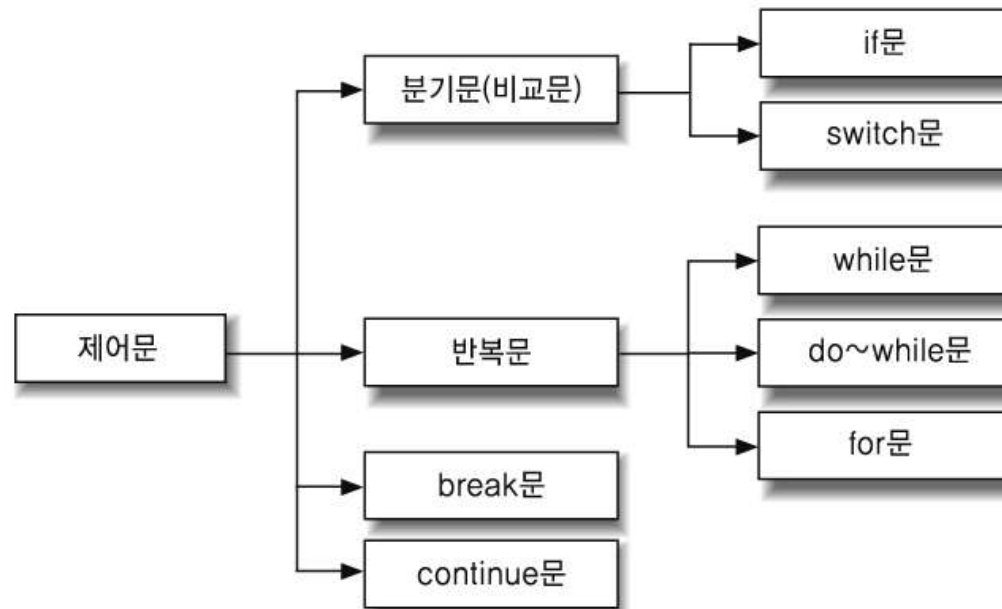 제어문
분기문(비교문)
if문
switch문
반복문
while문
do~while문
for문
break문
continue문